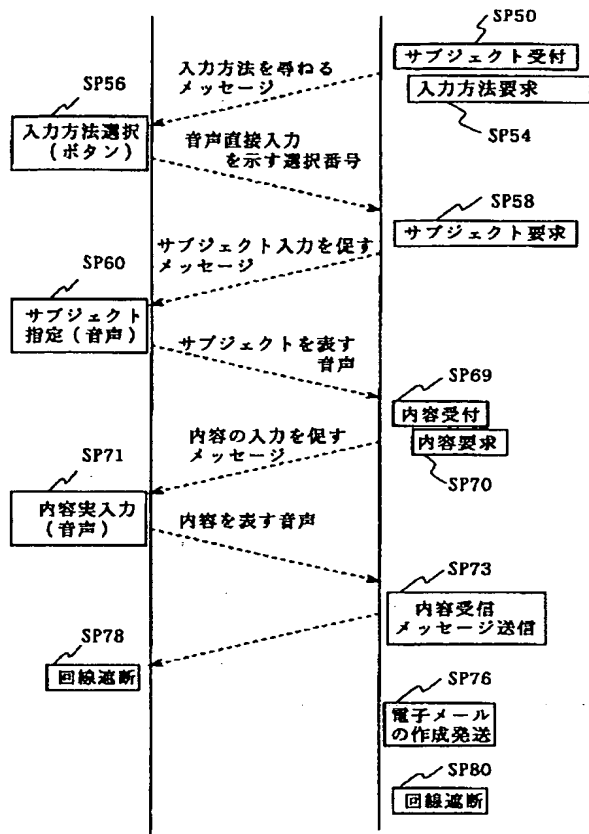 SP50
サブジェクト受付
入力方法を尋ねる
メッセージ
SP56
入力方法要求
SP54
入力方法選択
(ボタン)
音声直接入力
を示す選択番号
SP58
サブジェクト要求
サブジェクト入力を促す
メッセージ
SP60
サブジェクト
指定(音声)
サブジェクトを表す
音声
SP69
内容受付
内容の入力を促す
メッセージ
内容要求
SP71
SP70
内容実入力
(音声)
内容を表す音声
SP73
内容受信
メッセージ送信
SP78
回線遮断
SP76
電子メール
の作成発送
SP80
回線遮断